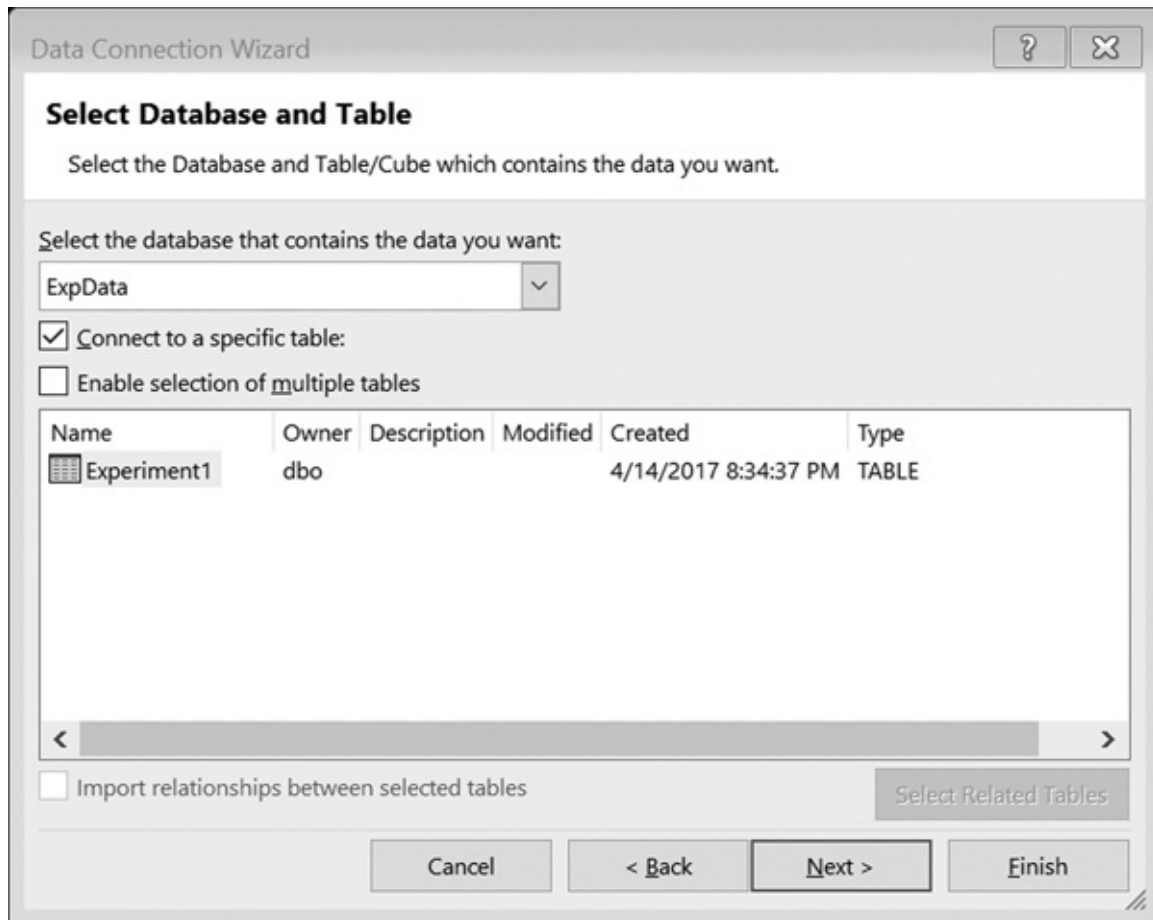 Data Connection Wizard
Select Database and Table
Select the Database and Table/Cube which contains the data you want.
Select the database that contains the data you want:
ExpData
Connect to a specific table:
Enable selection of multiple tables
Name Owner Description Modified Created Type
Experiment1 dbo 4/14/2017 8:34:37 PM TABLE
Import relationships between selected tables
Select Related Tables
Cancel < Back Next > Finish